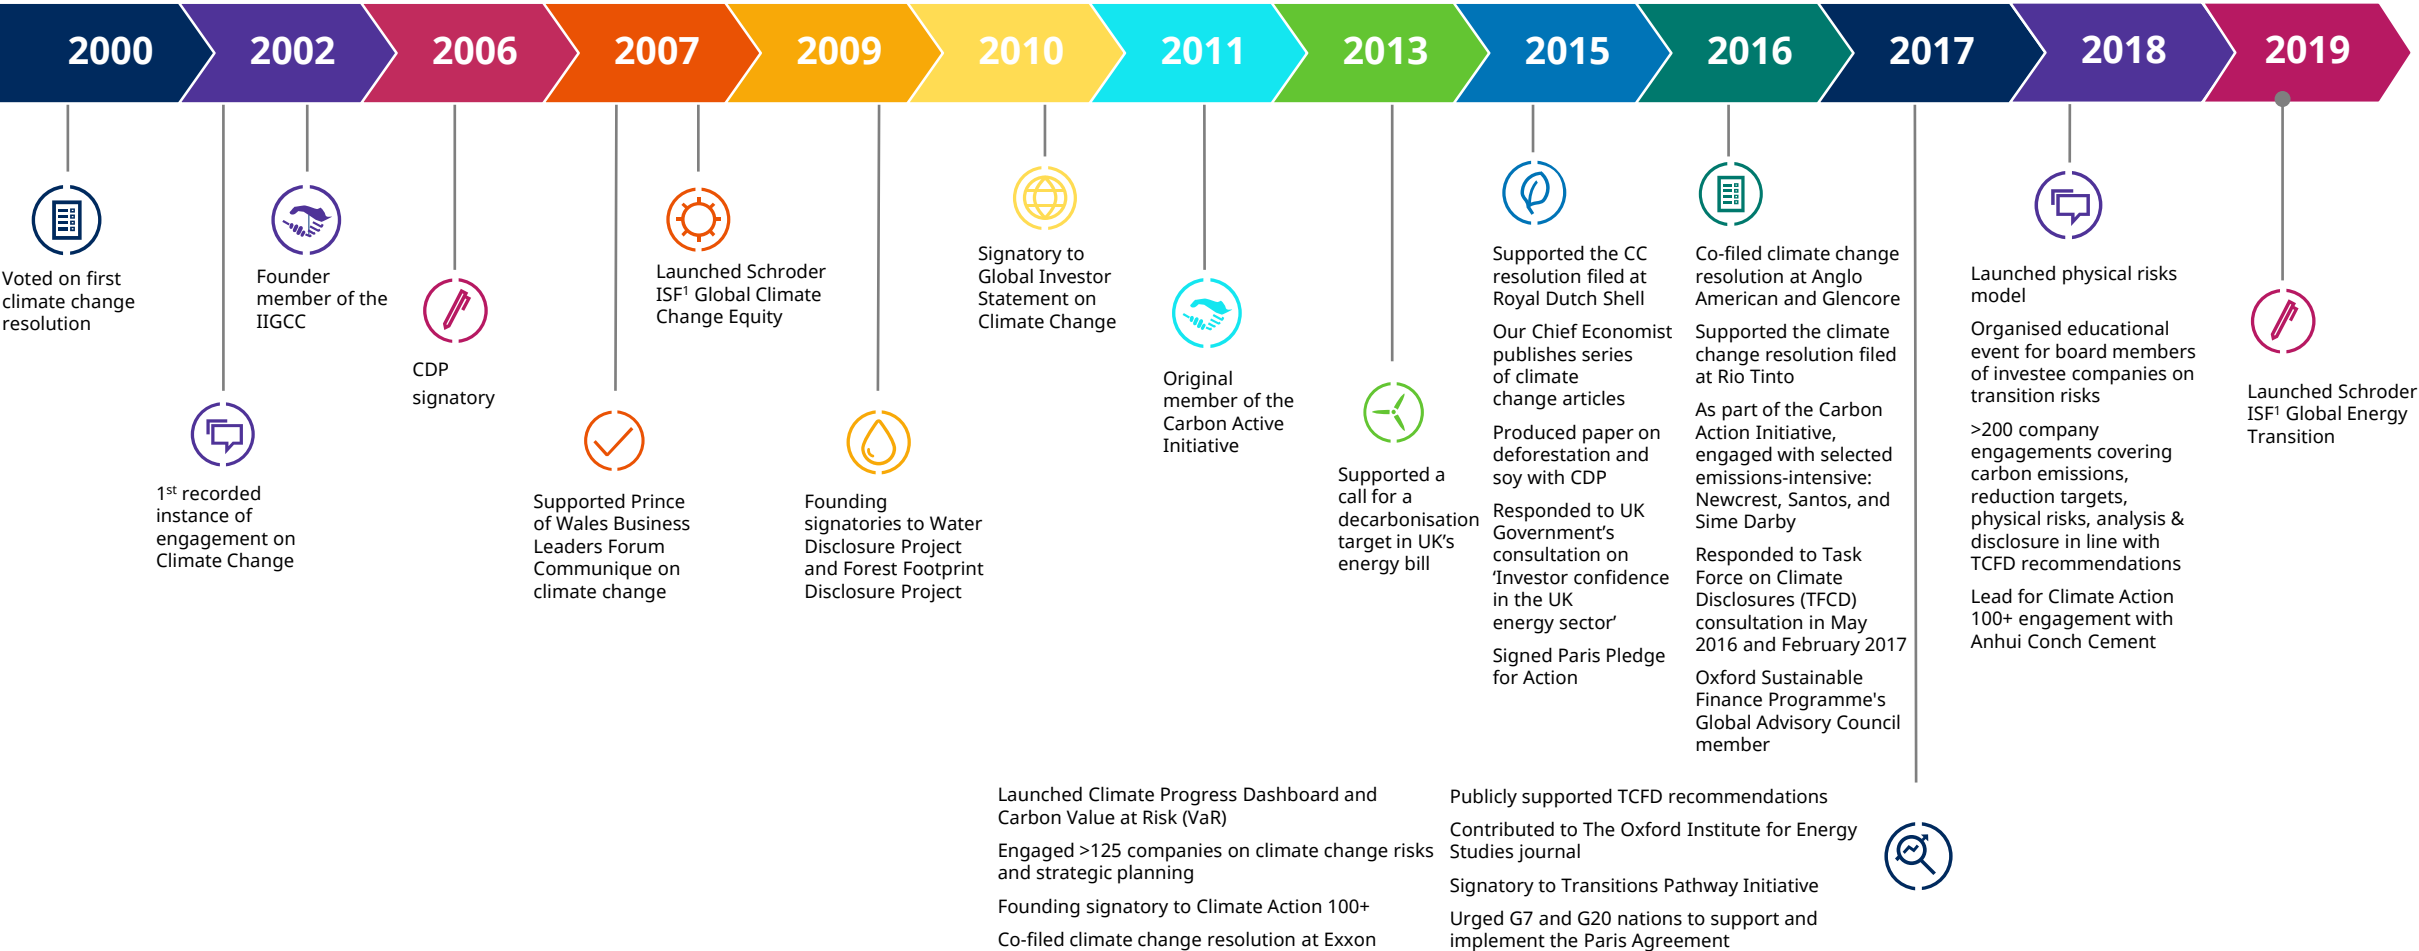 2000
2002
2006
2007
2009
2010
2011
2013
2015
2016
2017
2018
2019
Voted on first
climate change
resolution
1st recorded
instance of
engagement on
Climate Change
Founder
member of the
IIGCC
CDP
signatory
Supported Prince
of Wales Business
Leaders Forum
Communique on
climate change
Launched Schroder
ISF¹ Global Climate
Change Equity
Founding
signatories to Water
Disclosure Project
and Forest Footprint
Disclosure Project
Signatory to
Global Investor
Statement on
Climate Change
Original
member of the
Carbon Active
Initiative
Supported a
call for a
decarbonisation
target in UK’s
energy bill
Supported the CC
resolution filed at
Royal Dutch Shell
Our Chief Economist
publishes series
of climate
change articles
Produced paper on
deforestation and
soy with CDP
Responded to UK
Government’s
consultation on
‘Investor confidence
in the UK
energy sector’
Signed Paris Pledge
for Action
Co-filed climate change
resolution at Anglo
American and Glencore
Supported the climate
change resolution filed
at Rio Tinto
As part of the Carbon
Action Initiative,
engaged with selected
emissions-intensive:
Newcrest, Santos, and
Sime Darby
Responded to Task
Force on Climate
Disclosures (TFCD)
consultation in May
2016 and February 2017
Oxford Sustainable
Finance Programme's
Global Advisory Council
member
Launched Climate Progress Dashboard and
Carbon Value at Risk (VaR)
Engaged >125 companies on climate change risks
and strategic planning
Founding signatory to Climate Action 100+
Co-filed climate change resolution at Exxon
Publicly supported TCFD recommendations
Contributed to The Oxford Institute for Energy
Studies journal
Signatory to Transitions Pathway Initiative
Urged G7 and G20 nations to support and
implement the Paris Agreement
Launched physical risks
model
Organised educational
event for board members
of investee companies on
transition risks
>200 company
engagements covering
carbon emissions,
reduction targets,
physical risks, analysis &
disclosure in line with
TCFD recommendations
Lead for Climate Action
100+ engagement with
Anhui Conch Cement
Launched Schroder
ISF¹ Global Energy
Transition